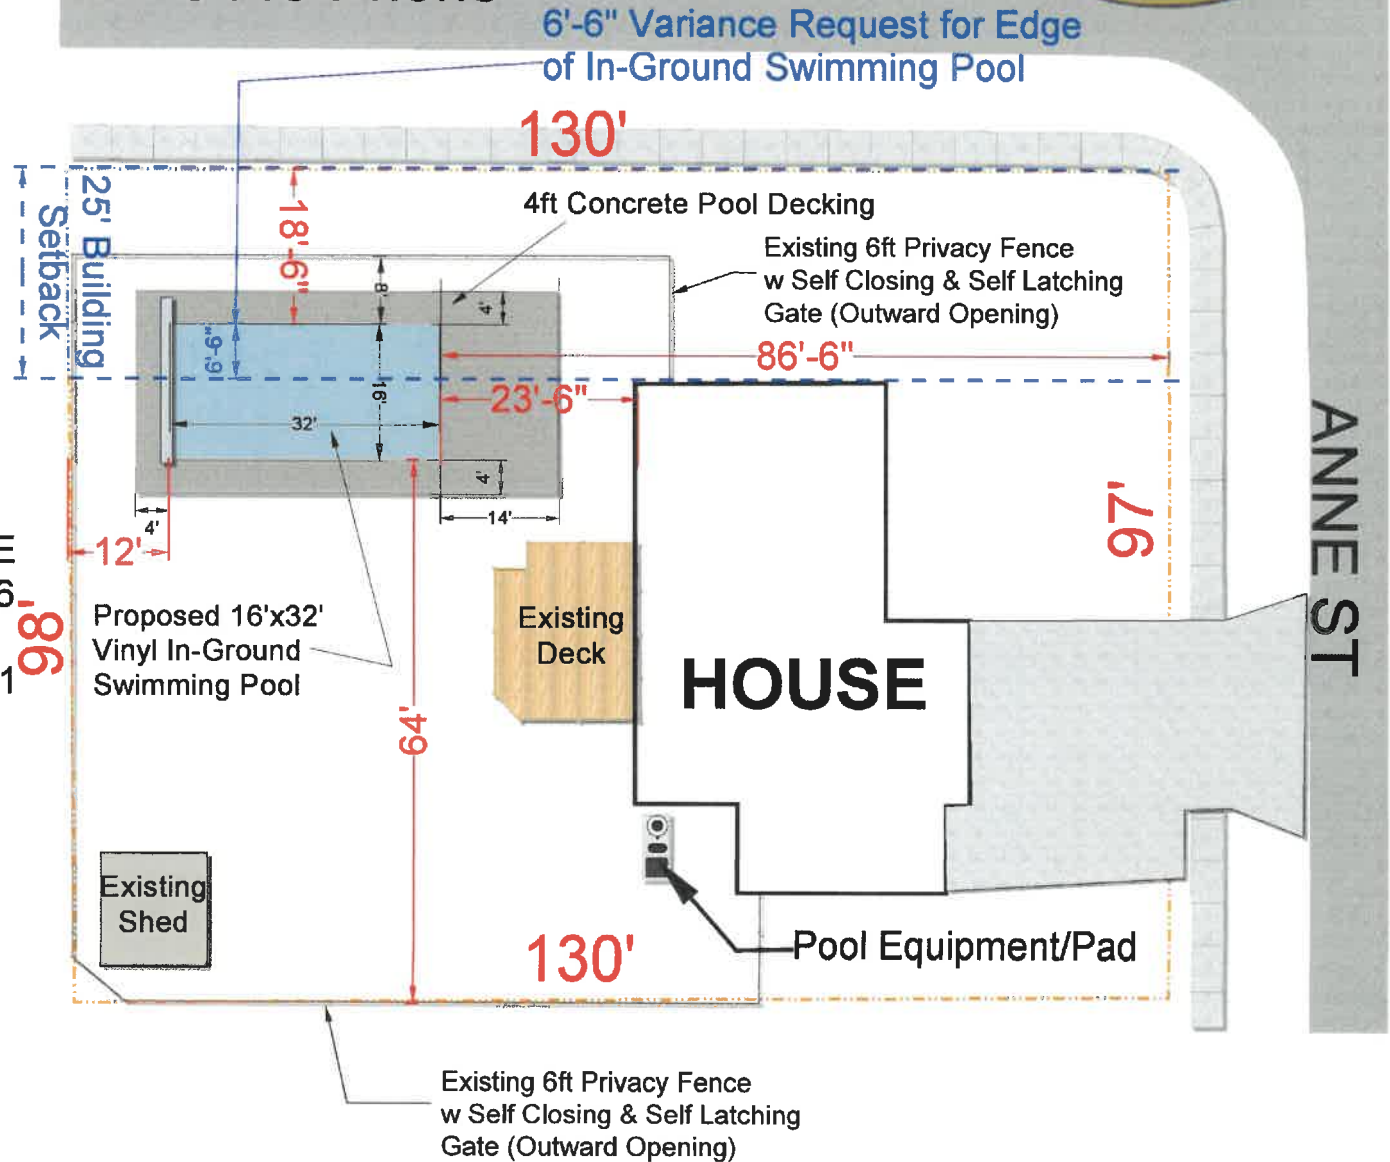 6'-6" Variance Request for Edge
of In-Ground Swimming Pool
130'
25' Building
Setback
18'-6"
4ft Concrete Pool Decking
Existing 6ft Privacy Fence
w Self Closing & Self Latching
Gate (Outward Opening)
8'
4'
6'-6"
16'
86'-6"
23'-6"
32'
4'
14'
4'
12'
97'
ANNE ST
E
6
1
98'
Proposed 16'x32'
Vinyl In-Ground
Swimming Pool
Existing
Deck
HOUSE
64'
Existing
Shed
130'
Pool Equipment/Pad
Existing 6ft Privacy Fence
w Self Closing & Self Latching
Gate (Outward Opening)